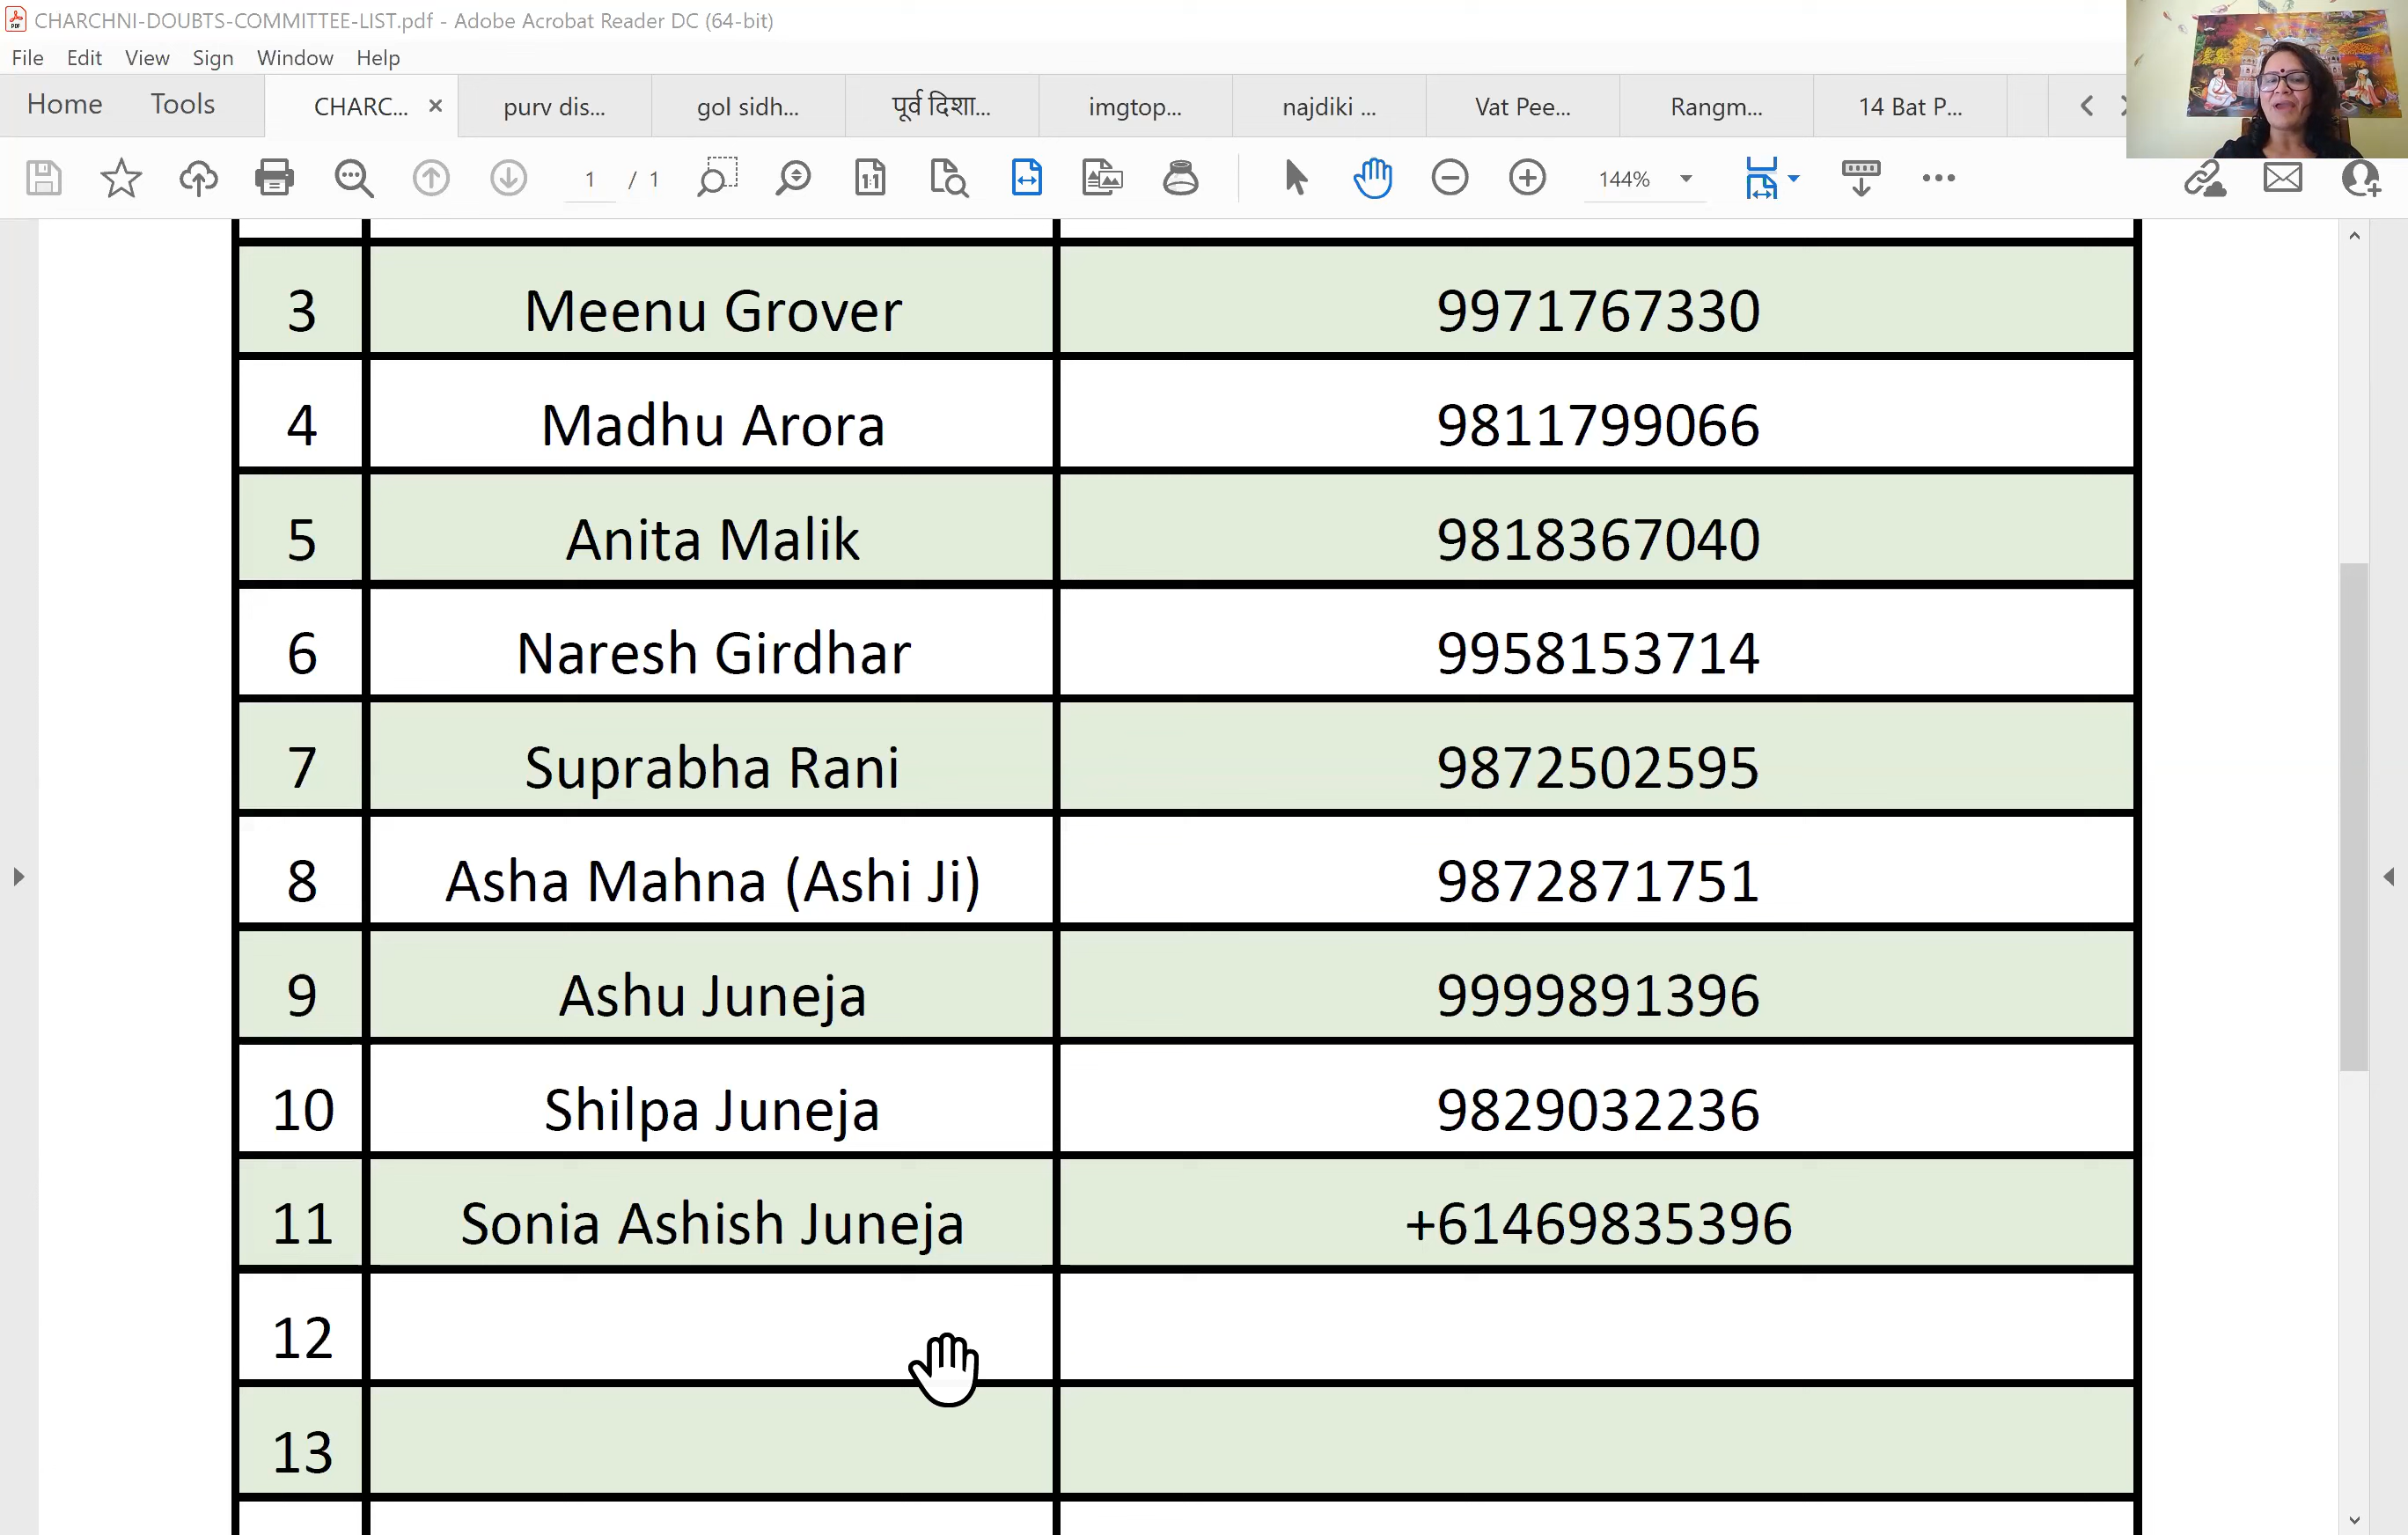 CHARCHNI-DOUBTS-COMMITTEE-LIST.pdf - Adobe Acrobat Reader DC (64-bit)
File Edit View Sign Window Help
Home Tools CHARC... purv dis... gol sidh... पूर्व दिशा... imgtop... najdiki ... Vat Pee... Rangm... 14 Bat P...
1 / 1 1:1 144%
3 Meenu Grover 9971767330
4 Madhu Arora 9811799066
5 Anita Malik 9818367040
6 Naresh Girdhar 9958153714
7 Suprabha Rani 9872502595
8 Asha Mahna (Ashi Ji) 9872871751
9 Ashu Juneja 9999891396
10 Shilpa Juneja 9829032236
11 Sonia Ashish Juneja +61469835396
12
13